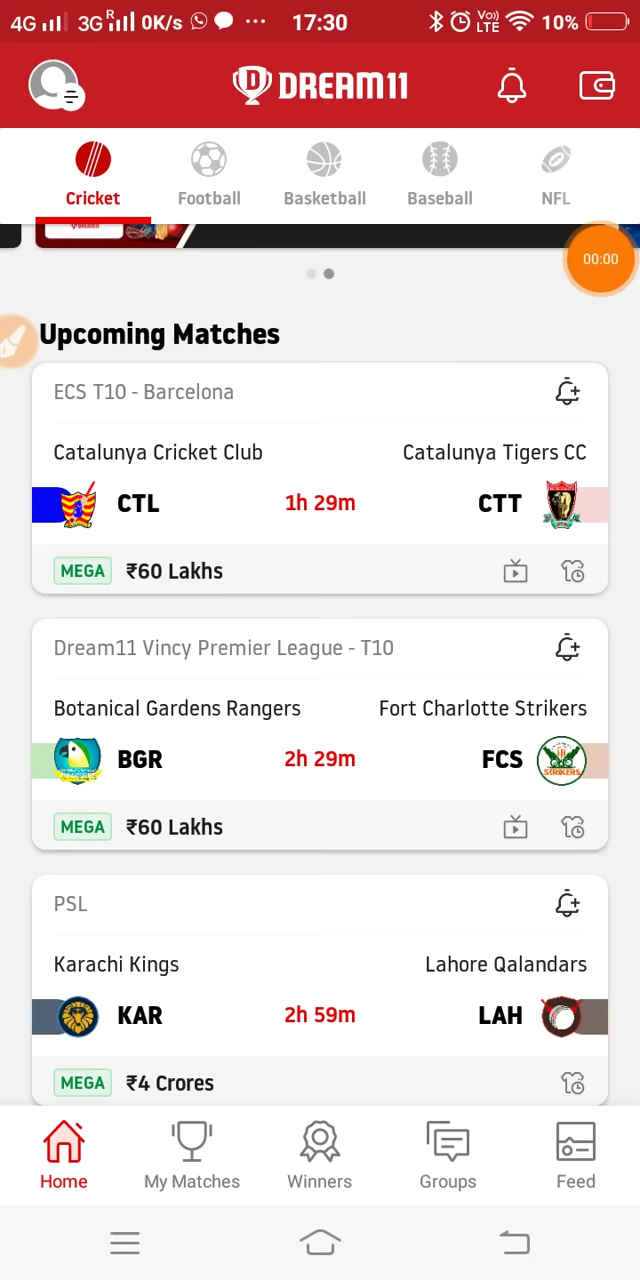 4G 3G R 0K/s ... 17:30 Vo) LTE 10%
DREAM11
Cricket Football Basketball Baseball NFL
00:00
Upcoming Matches
ECS T10 - Barcelona
Catalunya Cricket Club Catalunya Tigers CC
CTL 1h 29m CTT
MEGA ₹60 Lakhs
Dream11 Vincy Premier League - T10
Botanical Gardens Rangers Fort Charlotte Strikers
BGR 2h 29m FCS
STRIKERS
MEGA ₹60 Lakhs
PSL
Karachi Kings Lahore Qalandars
KAR 2h 59m LAH
MEGA ₹4 Crores
Home My Matches Winners Groups Feed